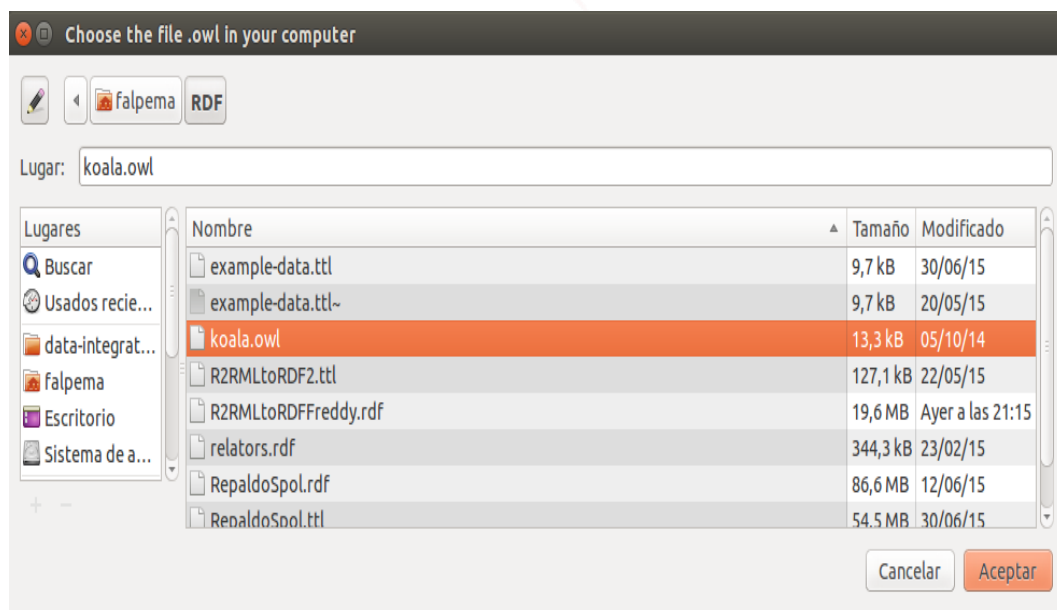 Choose the file .owl in your computer
falpema RDF
Lugar: koala.owl
Lugares Nombre Tamaño Modificado
Buscar example-data.ttl 9,7 kB 30/06/15
Usados recie... example-data.ttl~ 9,7 kB 20/05/15
data-integrat... koala.owl 13,3 kB 05/10/14
falpema R2RMLtoRDF2.ttl 127,1 kB 22/05/15
Escritorio R2RMLtoRDFFreddy.rdf 19,6 MB Ayer a las 21:15
Sistema de a... relators.rdf 344,3 kB 23/02/15
RepaldoSpol.rdf 86,6 MB 12/06/15
RepaldoSpol.ttl 54,5 MB 30/06/15
Cancelar Aceptar